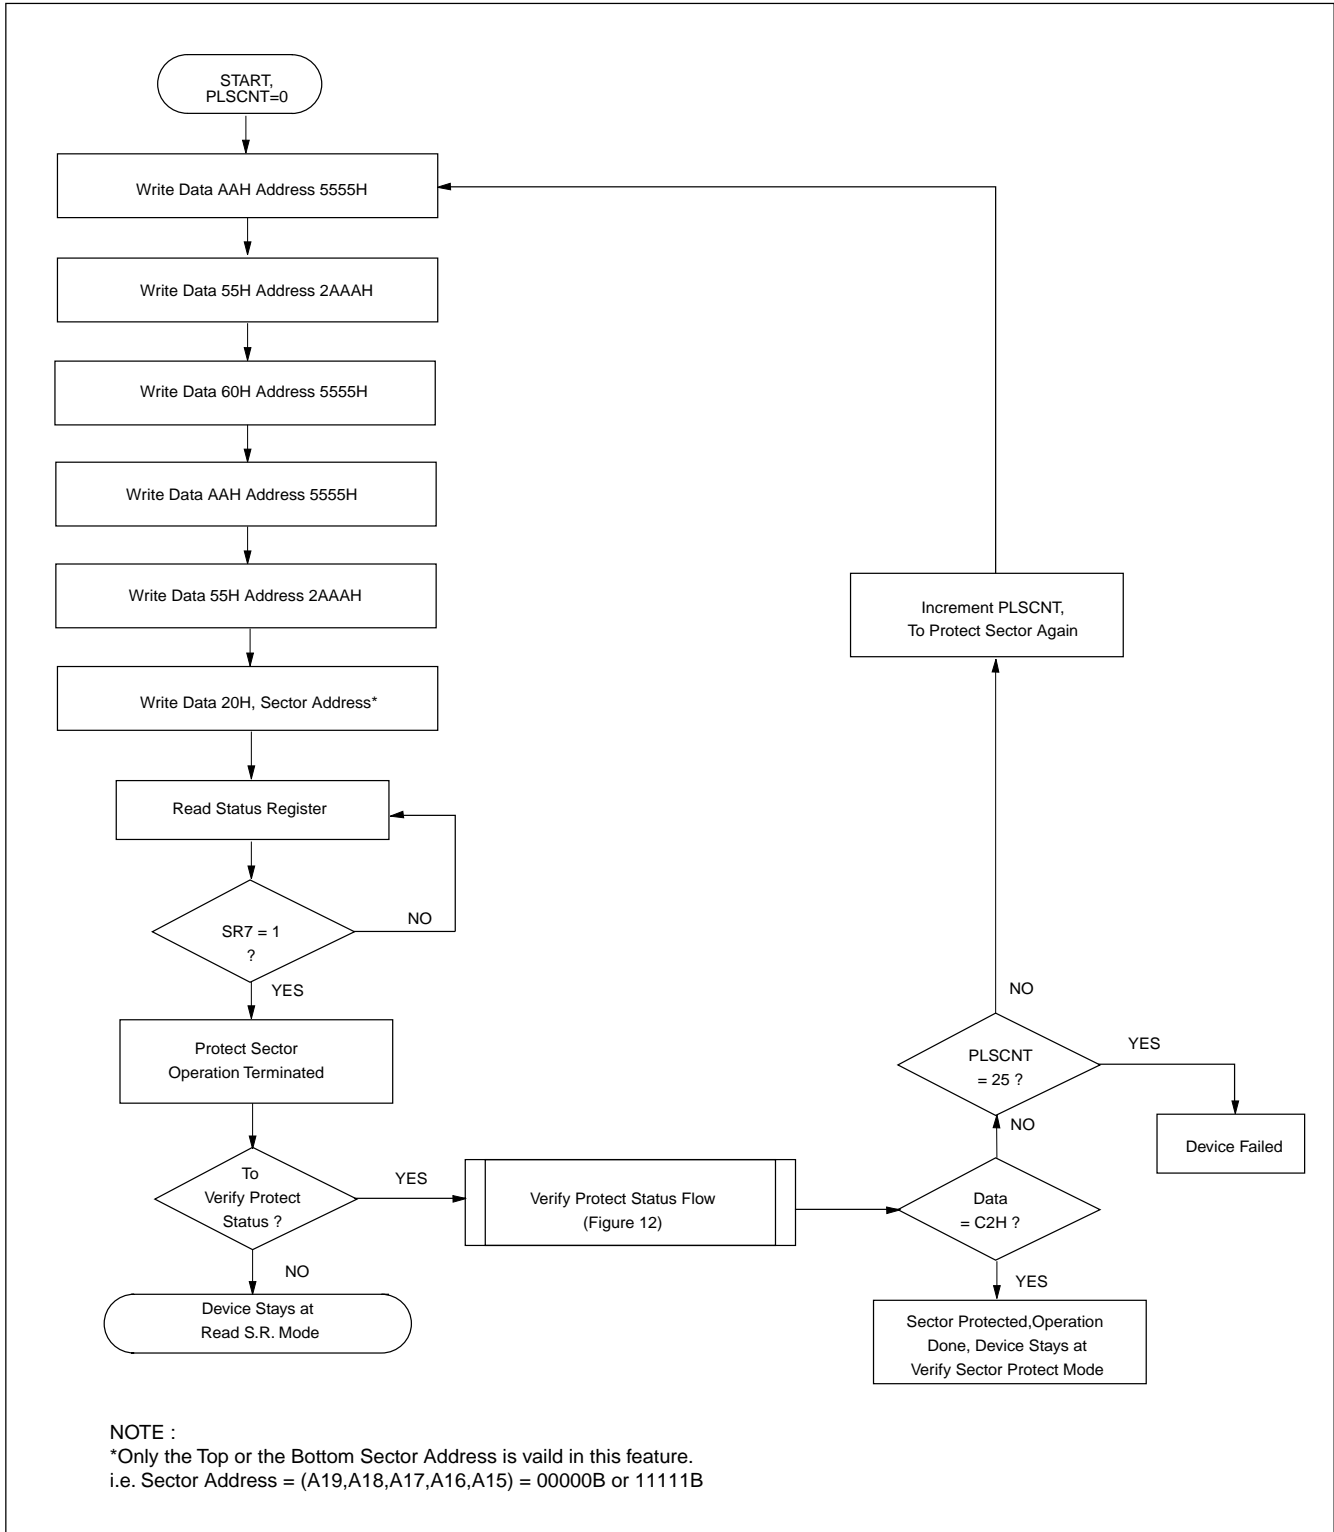 START,
PLSCNT=0
Write Data AAH Address 5555H
Write Data 55H Address 2AAAH
Write Data 60H Address 5555H
Write Data AAH Address 5555H
Write Data 55H Address 2AAAH
Write Data 20H, Sector Address*
Read Status Register
SR7 = 1
?
NO
YES
Protect Sector
Operation Terminated
To
Verify Protect
Status ?
YES
NO
Device Stays at
Read S.R. Mode
Verify Protect Status Flow
(Figure 12)
Data
= C2H ?
YES
Sector Protected,Operation
Done, Device Stays at
Verify Sector Protect Mode
NO
PLSCNT
= 25 ?
YES
Device Failed
NO
Increment PLSCNT,
To Protect Sector Again
NOTE :
*Only the Top or the Bottom Sector Address is vaild in this feature.
i.e. Sector Address = (A19,A18,A17,A16,A15) = 00000B or 11111B